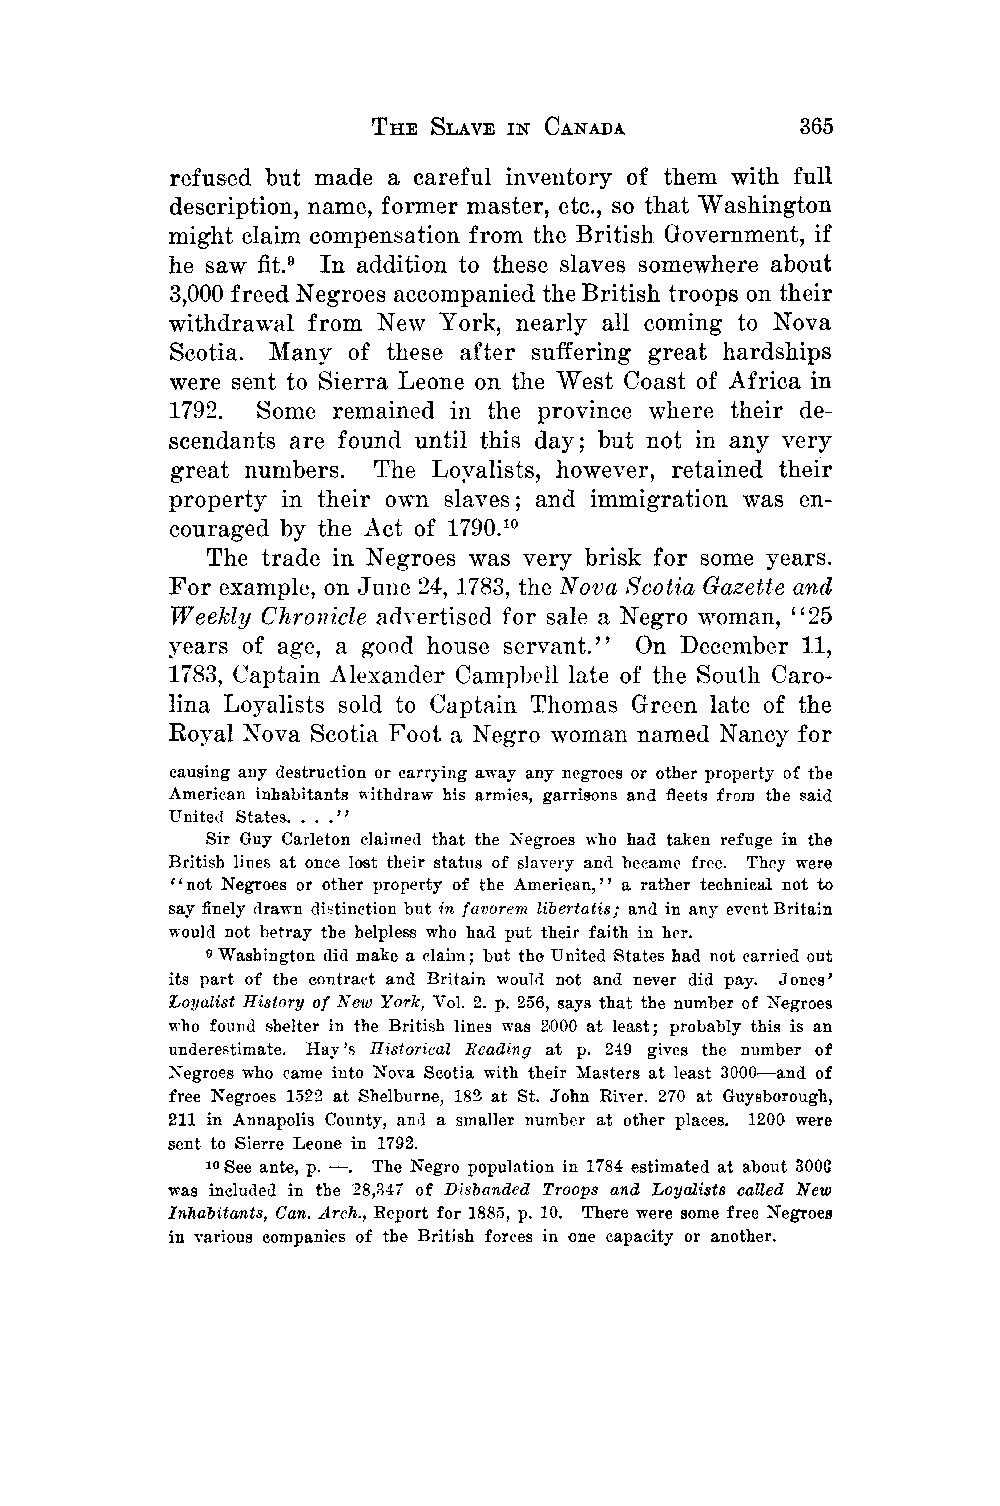 THE SLAVE IN CANADA 365
refused but made a careful inventory of them with full
description, name, former master, etc., so that Washington
might claim compensation from the British Government, if
he saw fit.⁹ In addition to these slaves somewhere about
3,000 freed Negroes accompanied the British troops on their
withdrawal from New York, nearly all coming to Nova
Scotia. Many of these after suffering great hardships
were sent to Sierra Leone on the West Coast of Africa in
1792. Some remained in the province where their de-
scendants are found until this day; but not in any very
great numbers. The Loyalists, however, retained their
property in their own slaves; and immigration was en-
couraged by the Act of 1790.¹⁰
The trade in Negroes was very brisk for some years.
For example, on June 24, 1783, the Nova Scotia Gazette and
Weekly Chronicle advertised for sale a Negro woman, ‘‘25
years of age, a good house servant.’’ On December 11,
1783, Captain Alexander Campbell late of the South Caro-
lina Loyalists sold to Captain Thomas Green late of the
Royal Nova Scotia Foot a Negro woman named Nancy for
causing any destruction or carrying away any negroes or other property of the
American inhabitants withdraw his armies, garrisons and fleets from the said
United States. . . .’’
Sir Guy Carleton claimed that the Negroes who had taken refuge in the
British lines at once lost their status of slavery and became free. They were
‘‘not Negroes or other property of the American,’’ a rather technical not to
say finely drawn distinction but in favorem libertatis; and in any event Britain
would not betray the helpless who had put their faith in her.
⁹ Washington did make a claim; but the United States had not carried out
its part of the contract and Britain would not and never did pay. Jones’
Loyalist History of New York, Vol. 2. p. 256, says that the number of Negroes
who found shelter in the British lines was 2000 at least; probably this is an
underestimate. Hay’s Historical Reading at p. 249 gives the number of
Negroes who came into Nova Scotia with their Masters at least 3000—and of
free Negroes 1522 at Shelburne, 182 at St. John River. 270 at Guysborough,
211 in Annapolis County, and a smaller number at other places. 1200 were
sent to Sierre Leone in 1792.
¹⁰ See ante, p. —. The Negro population in 1784 estimated at about 3000
was included in the 28,347 of Disbanded Troops and Loyalists called New
Inhabitants, Can. Arch., Report for 1885, p. 10. There were some free Negroes
in various companies of the British forces in one capacity or another.